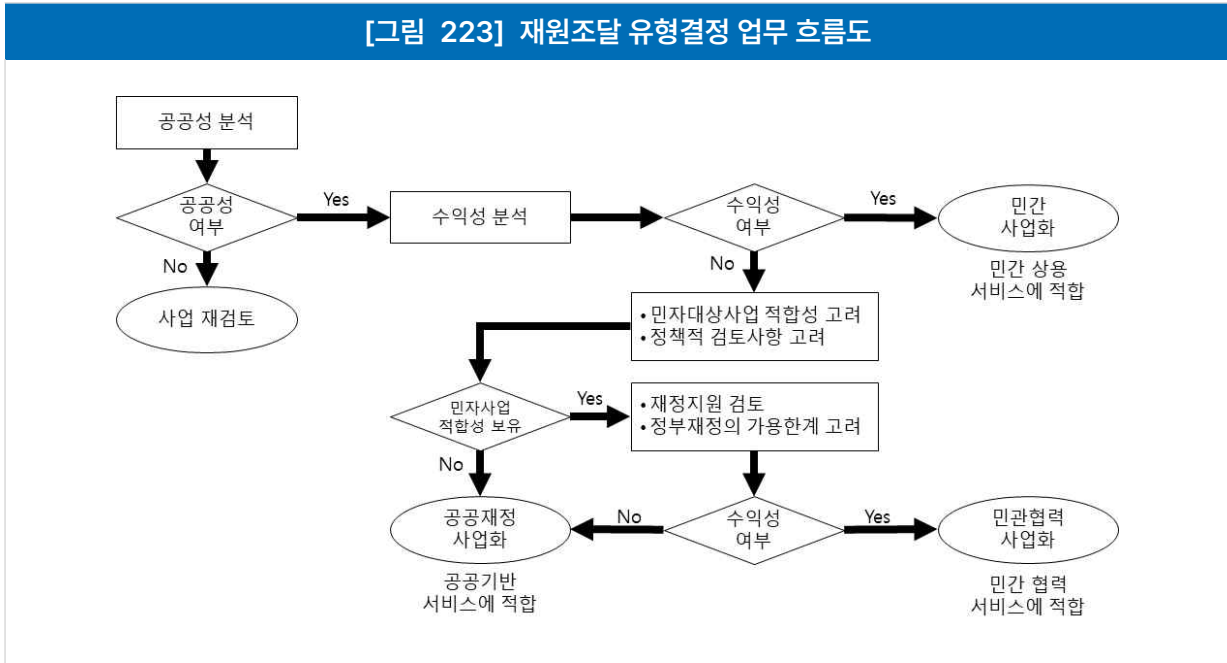 [그림 223] 재원조달 유형결정 업무 흐름도
공공성 분석
공공성
여부
Yes
수익성 분석
수익성
여부
Yes
민간
사업화
민간 상용
서비스에 적합
No
사업 재검토
No
• 민자대상사업 적합성 고려
• 정책적 검토사항 고려
민자사업
적합성 보유
Yes
• 재정지원 검토
• 정부재정의 가용한계 고려
No
공공재정
사업화
공공기반
서비스에 적합
No
수익성
여부
Yes
민관협력
사업화
민간 협력
서비스에 적합